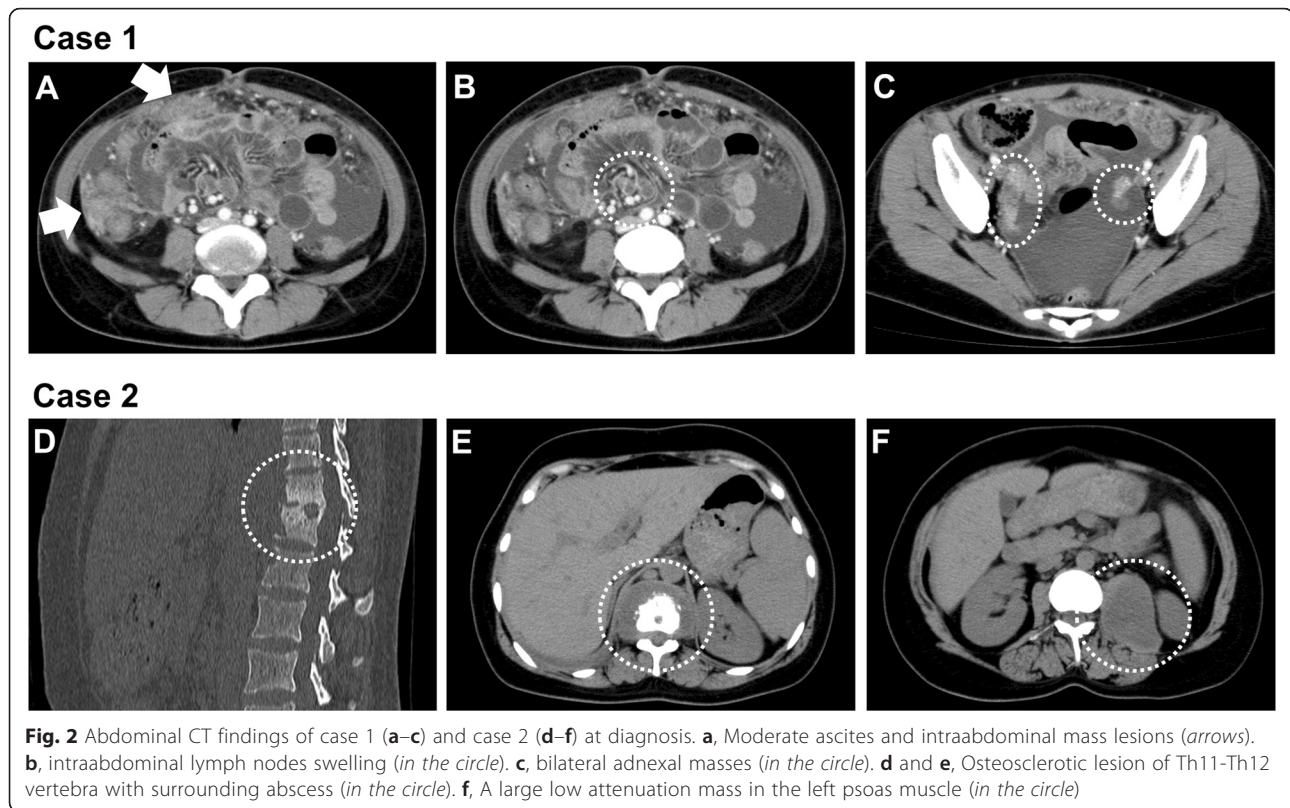 Case 1
A
B
C
Case 2
D
E
F
Fig. 2 Abdominal CT findings of case 1 (a–c) and case 2 (d–f) at diagnosis. a, Moderate ascites and intraabdominal mass lesions (arrows).
b, intraabdominal lymph nodes swelling (in the circle). c, bilateral adnexal masses (in the circle). d and e, Osteosclerotic lesion of Th11-Th12
vertebra with surrounding abscess (in the circle). f, A large low attenuation mass in the left psoas muscle (in the circle)